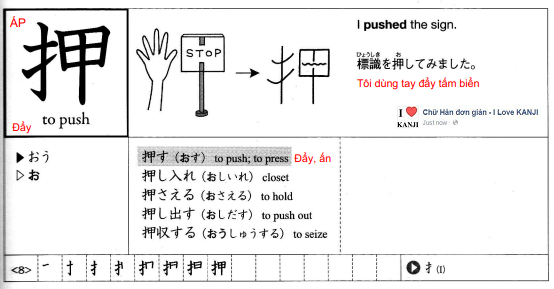 ÁP
押
to push
Đẩy
STOP
I pushed the sign.
ひょうしき お
標識を押してみました。
Tôi dùng tay đẩy tấm biển
I ❤ KANJI
Chữ Hán đơn giản - I Love KANJI
Just now
▶ おう
▷ お
押す（おす） to push; to press Đẩy, ấn
押し入れ（おしいれ） closet
押さえる（おさえる） to hold
押し出す（おしだす） to push out
押収する（おうしゅうする） to seize
<8> 一 扌 押
扌(1)